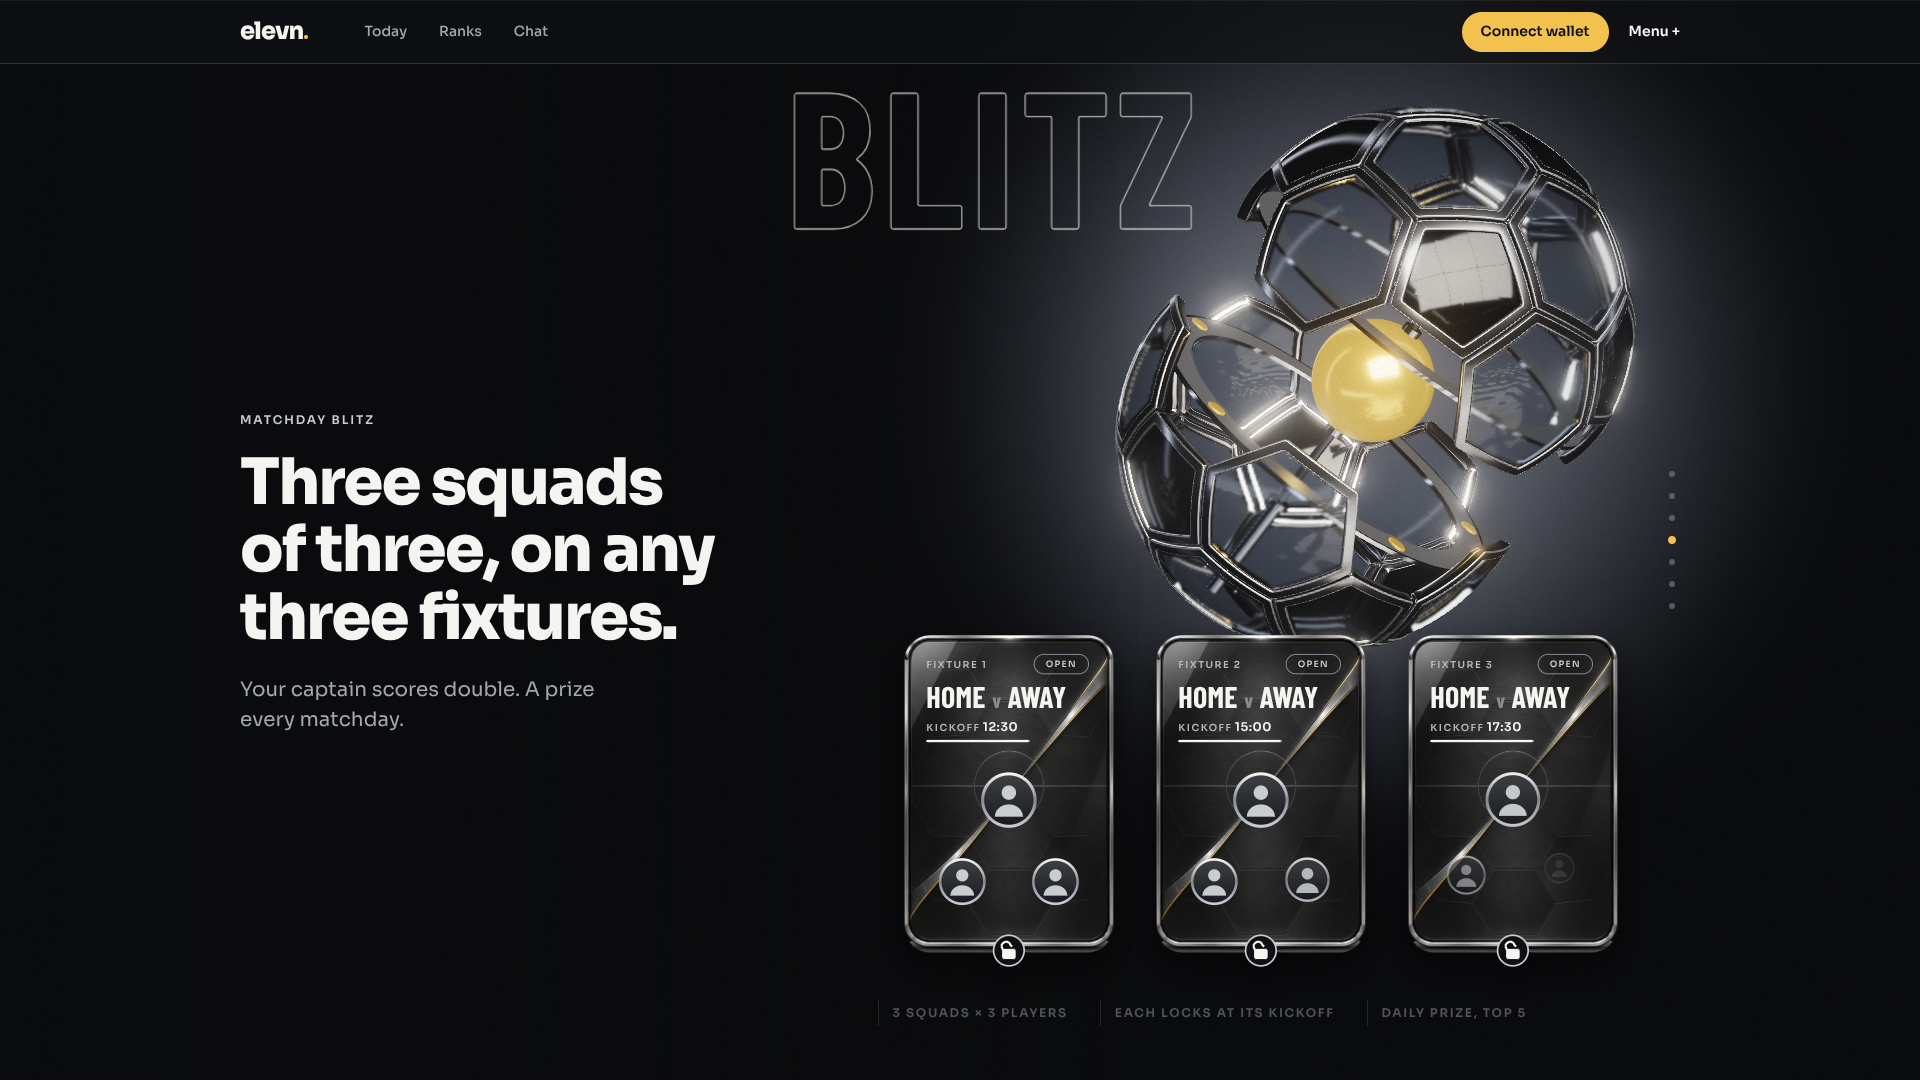 elevn.
Today
Ranks
Chat
Connect wallet
Menu +
BLITZ
MATCHDAY BLITZ
Three squads
of three, on any
three fixtures.
Your captain scores double. A prize
every matchday.
FIXTURE 1
OPEN
HOME v AWAY
KICKOFF 12:30
FIXTURE 2
OPEN
HOME v AWAY
KICKOFF 15:00
FIXTURE 3
OPEN
HOME v AWAY
KICKOFF 17:30
3 SQUADS × 3 PLAYERS
EACH LOCKS AT ITS KICKOFF
DAILY PRIZE, TOP 5